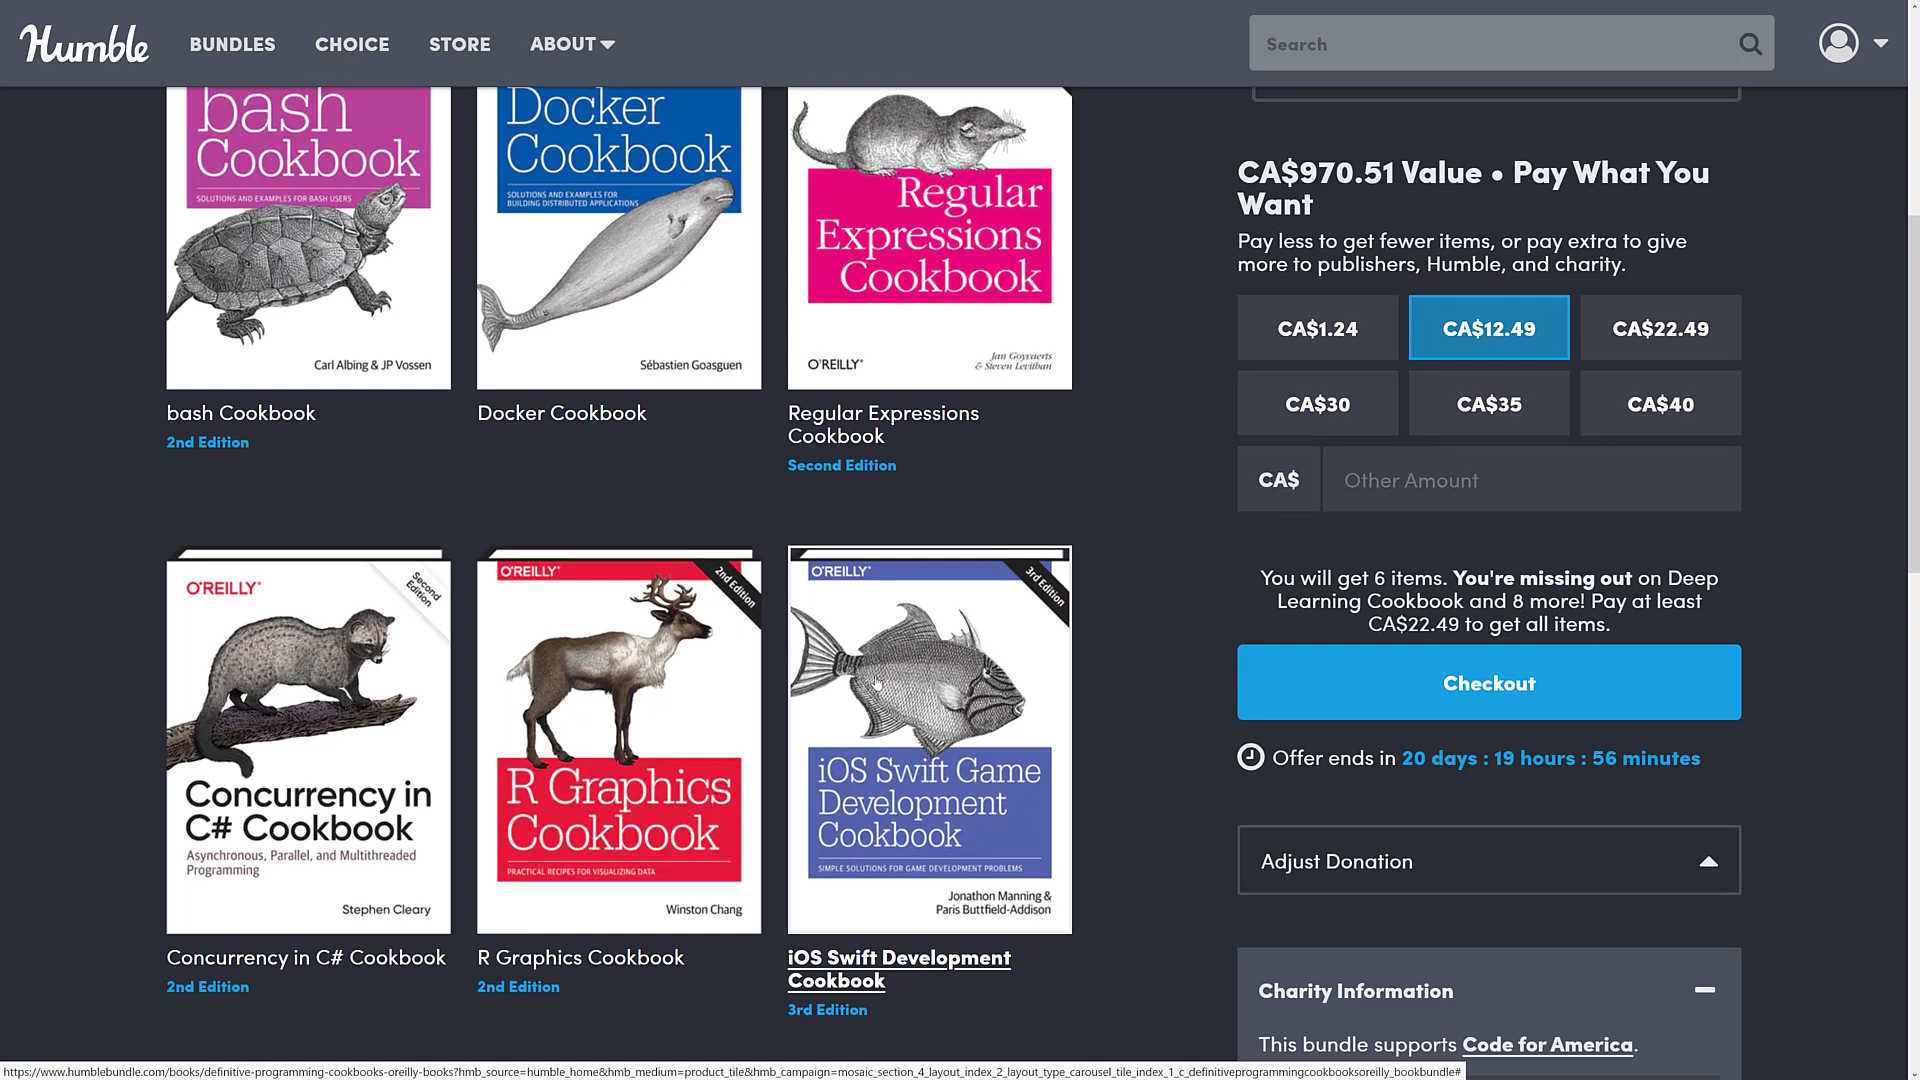 Humble
BUNDLES
CHOICE
STORE
ABOUT
Search
bash
Cookbook
SOLUTIONS AND EXAMPLES FOR BASH USERS
Carl Albing & JP Vossen
bash Cookbook
2nd Edition
Docker
Cookbook
SOLUTIONS AND EXAMPLES FOR
BUILDING DISTRIBUTED APPLICATIONS
Sébastien Goasguen
Docker Cookbook
Regular
Expressions
Cookbook
O'REILLY®
Jan Goyvaerts
& Steven Levithan
Regular Expressions
Cookbook
Second Edition
O'REILLY®
Second
Edition
Concurrency in
C# Cookbook
Asynchronous, Parallel, and Multithreaded
Programming
Stephen Cleary
Concurrency in C# Cookbook
2nd Edition
O'REILLY®
2nd Edition
R Graphics
Cookbook
PRACTICAL RECIPES FOR VISUALIZING DATA
Winston Chang
R Graphics Cookbook
2nd Edition
O'REILLY®
3rd Edition
iOS Swift Game
Development
Cookbook
SIMPLE SOLUTIONS FOR GAME DEVELOPMENT PROBLEMS
Jonathon Manning &
Paris Buttfield-Addison
iOS Swift Development
Cookbook
3rd Edition
CA$970.51 Value • Pay What You
Want
Pay less to get fewer items, or pay extra to give
more to publishers, Humble, and charity.
CA$1.24
CA$12.49
CA$22.49
CA$30
CA$35
CA$40
CA$
Other Amount
You will get 6 items. You're missing out on Deep
Learning Cookbook and 8 more! Pay at least
CA$22.49 to get all items.
Checkout
Offer ends in 20 days : 19 hours : 56 minutes
Adjust Donation
Charity Information
This bundle supports Code for America.
https://www.humblebundle.com/books/definitive-programming-cookbooks-oreilly-books?hmb_source=humble_home&hmb_medium=product_tile&hmb_campaign=mosaic_section_4_layout_index_2_layout_type_carousel_tile_index_1_c_definitiveprogrammingcookbooksoreilly_bookbundle#